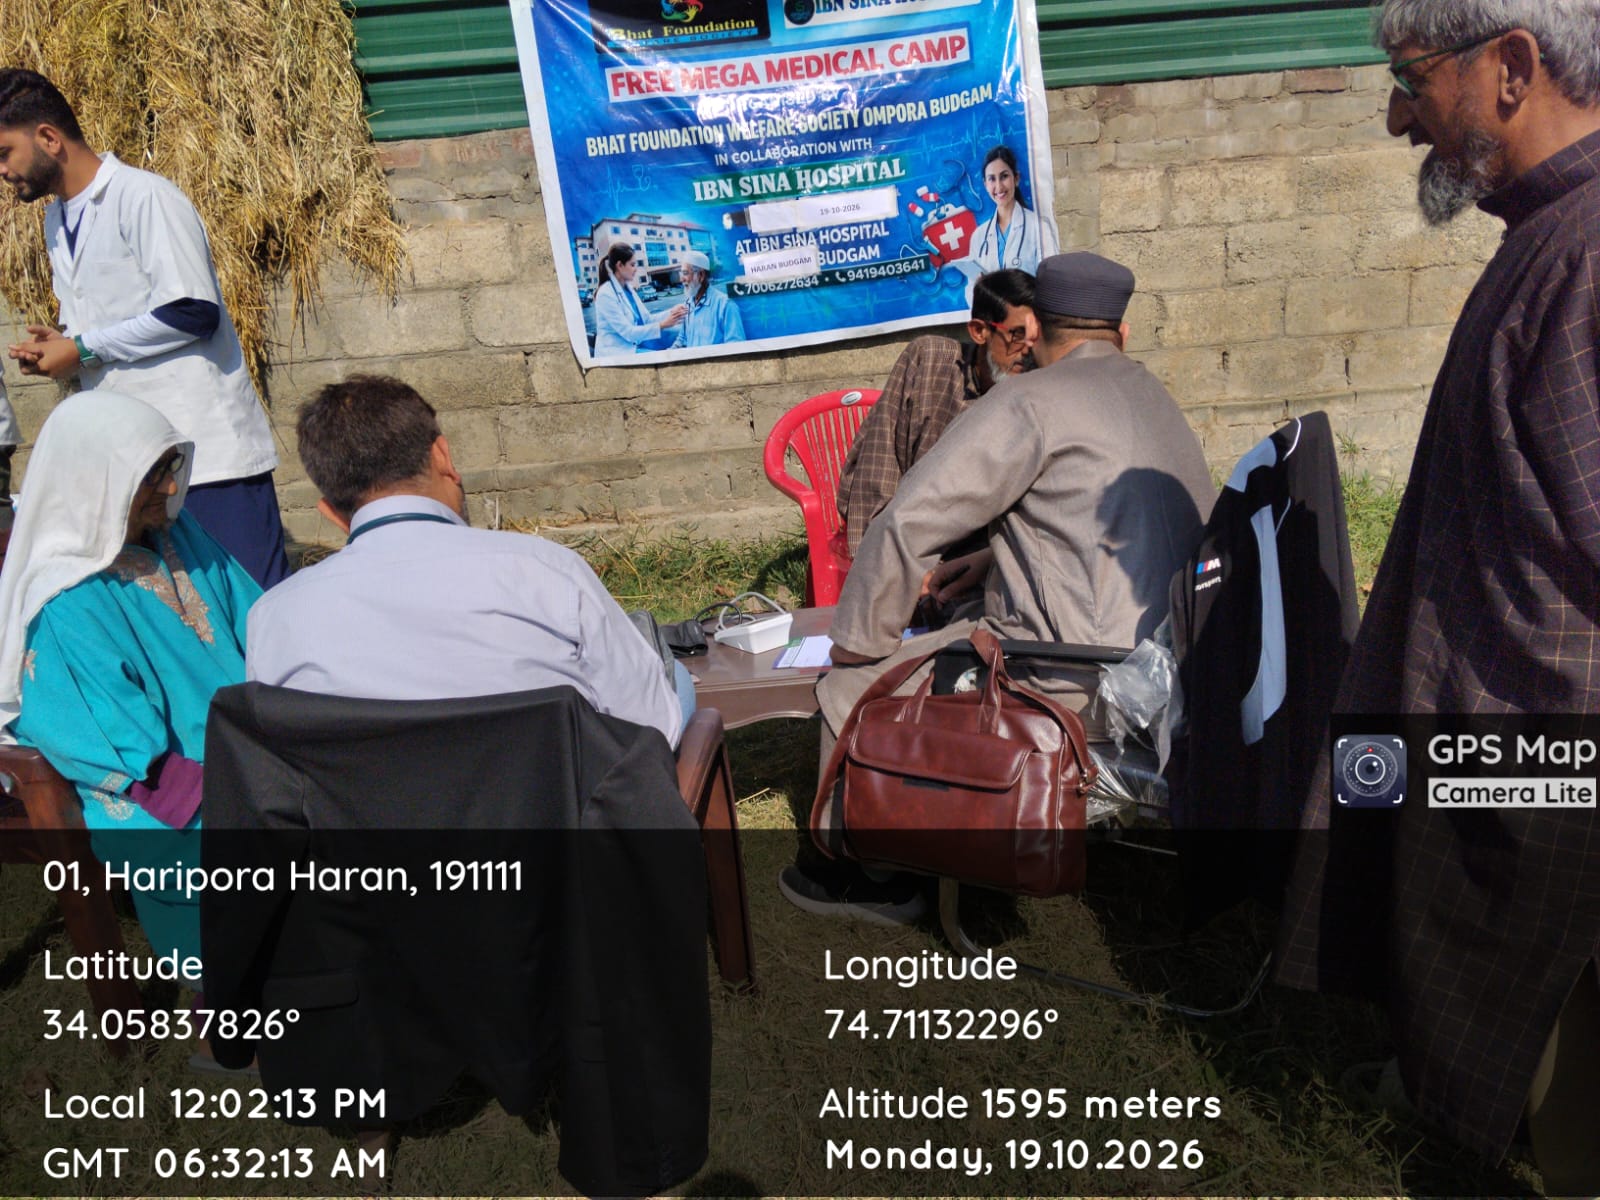 Bhat Foundation
IBN SINA
FREE MEGA MEDICAL CAMP
BHAT FOUNDATION WELFARE SOCIETY OMPORA BUDGAM
IN COLLABORATION WITH
IBN SINA HOSPITAL
19-10-2026
AT IBN SINA HOSPITAL
HARAN BUDGAM
BUDGAM
7006272634 • 9419403641
M
GPS Map
Camera Lite
01, Haripora Haran, 191111
Latitude
34.05837826°
Longitude
74.71132296°
Local 12:02:13 PM
GMT 06:32:13 AM
Altitude 1595 meters
Monday, 19.10.2026